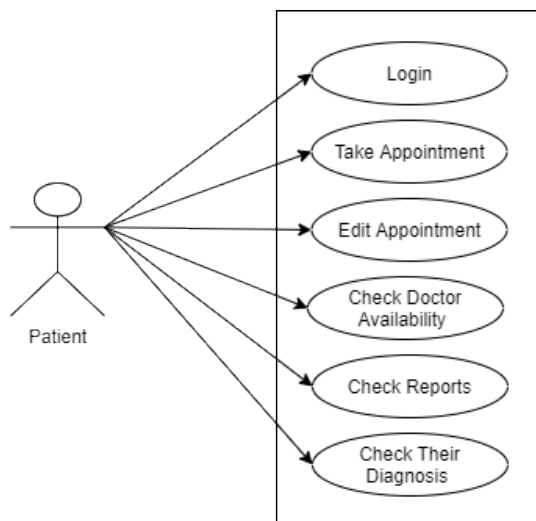 Login
Take Appointment
Edit Appointment
Check Doctor
Availability
Patient
Check Reports
Check Their
Diagnosis